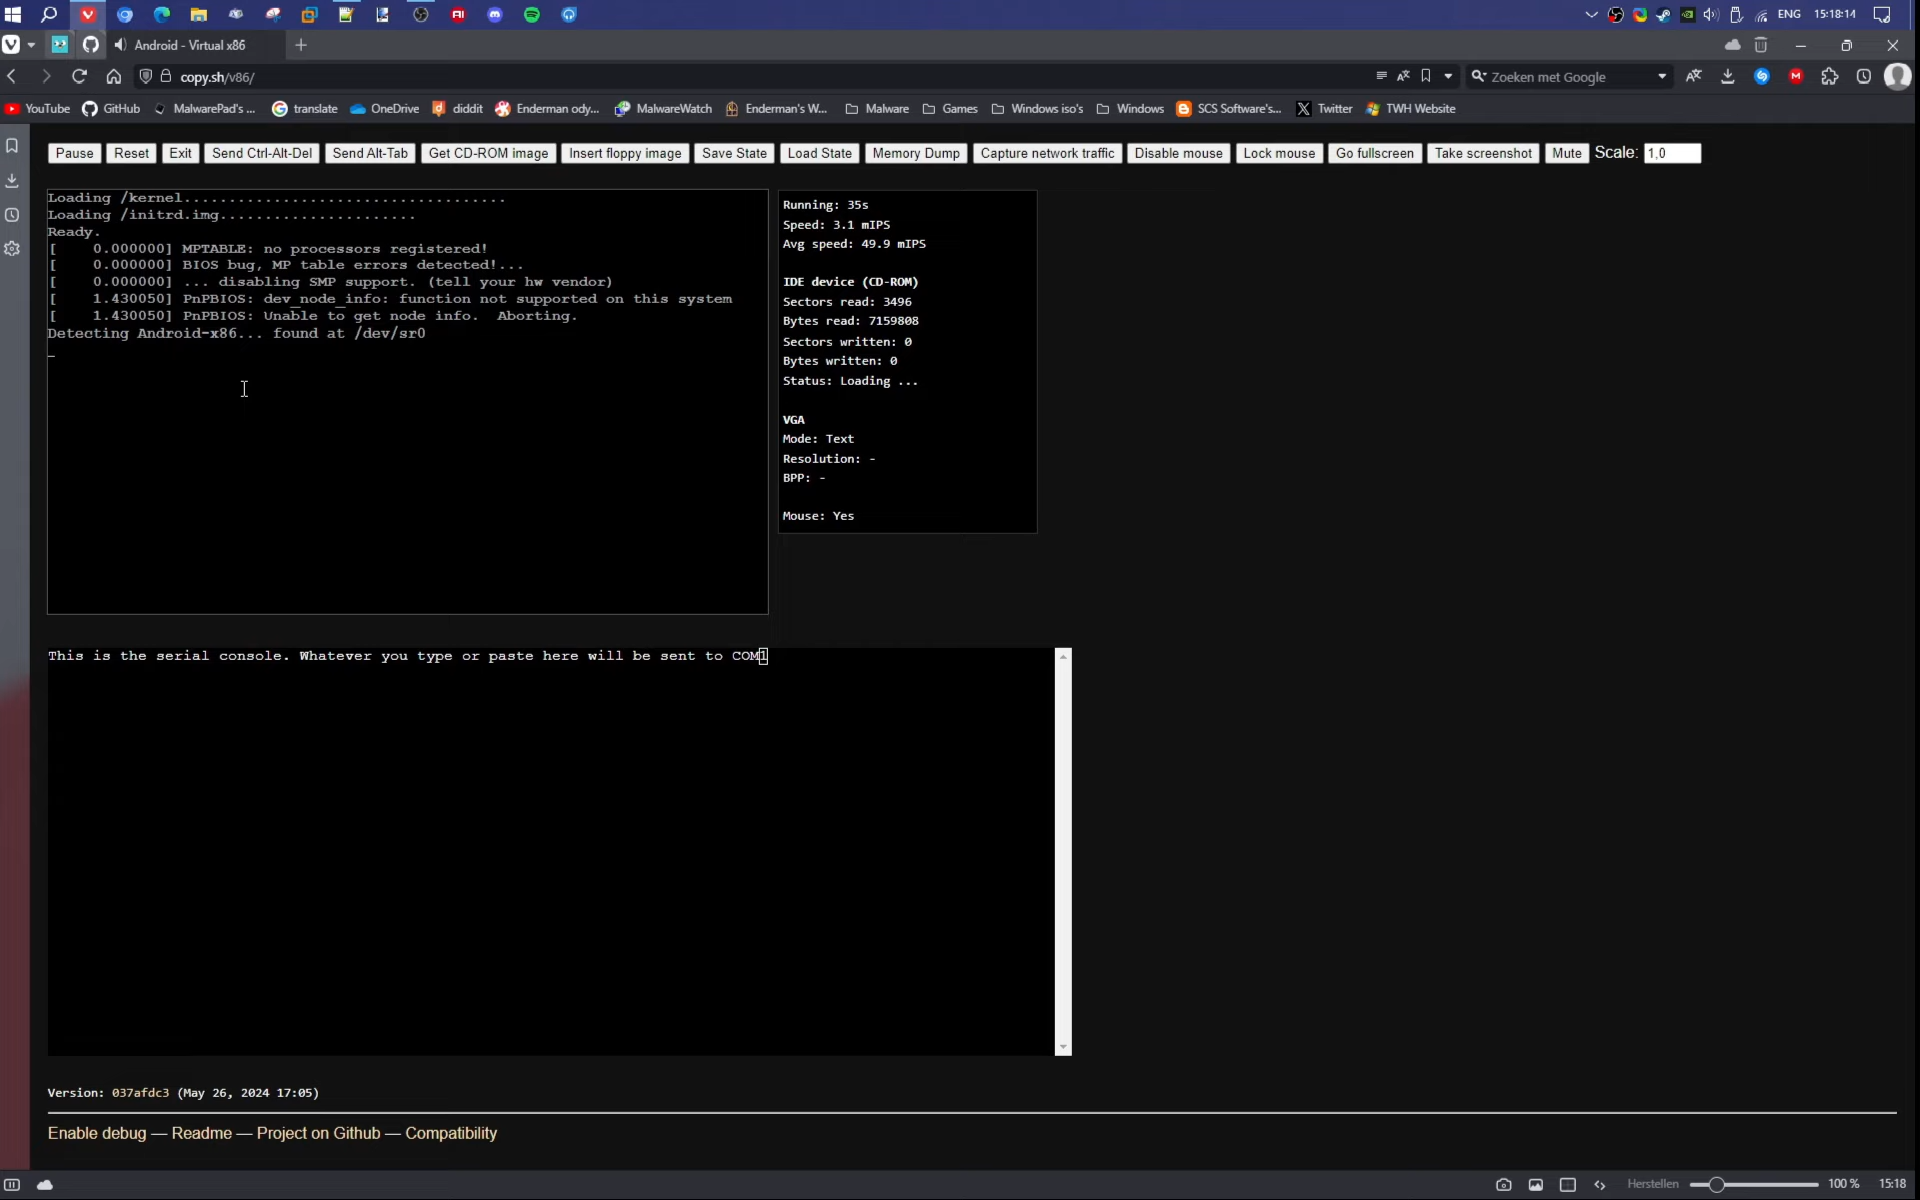 ENG 15:18:14
Android - Virtual x86
copy.sh/v86/
Zoeken met Google
YouTube GitHub MalwarePad's ... translate OneDrive diddit Enderman ody... MalwareWatch Enderman's W... Malware Games Windows iso's Windows SCS Software's... Twitter TWH Website
Pause Reset Exit Send Ctrl-Alt-Del Send Alt-Tab Get CD-ROM image Insert floppy image Save State Load State Memory Dump Capture network traffic Disable mouse Lock mouse Go fullscreen Take screenshot Mute Scale: 1,0
Loading /kernel....................................
Loading /initrd.img......................
Ready.
[    0.000000] MPTABLE: no processors registered!
[    0.000000] BIOS bug, MP table errors detected!...
[    0.000000] ... disabling SMP support. (tell your hw vendor)
[    1.430050] PnPBIOS: dev_node_info: function not supported on this system
[    1.430050] PnPBIOS: Unable to get node info.  Aborting.
Detecting Android-x86... found at /dev/sr0
_
Running: 35s
Speed: 3.1 mIPS
Avg speed: 49.9 mIPS
IDE device (CD-ROM)
Sectors read: 3496
Bytes read: 7159808
Sectors written: 0
Bytes written: 0
Status: Loading ...
VGA
Mode: Text
Resolution: -
BPP: -
Mouse: Yes
This is the serial console. Whatever you type or paste here will be sent to COM1
Version: 037afdc3 (May 26, 2024 17:05)
Enable debug — Readme — Project on Github — Compatibility
Herstellen 100 % 15:18